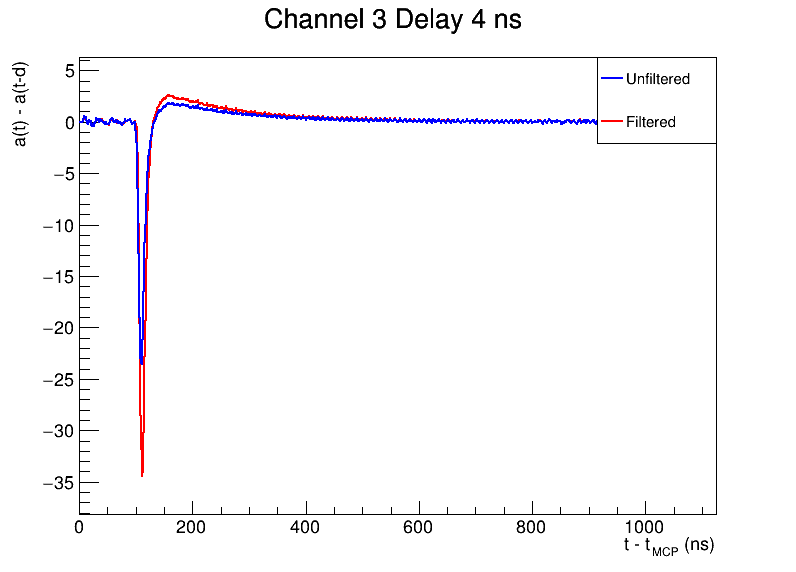 Channel 3 Delay 4 ns
a(t) - a(t-d)
Unfiltered
Filtered
5
0
−5
−10
−15
−20
−25
−30
−35
0 200 400 600 800 1000
t - t_MCP (ns)